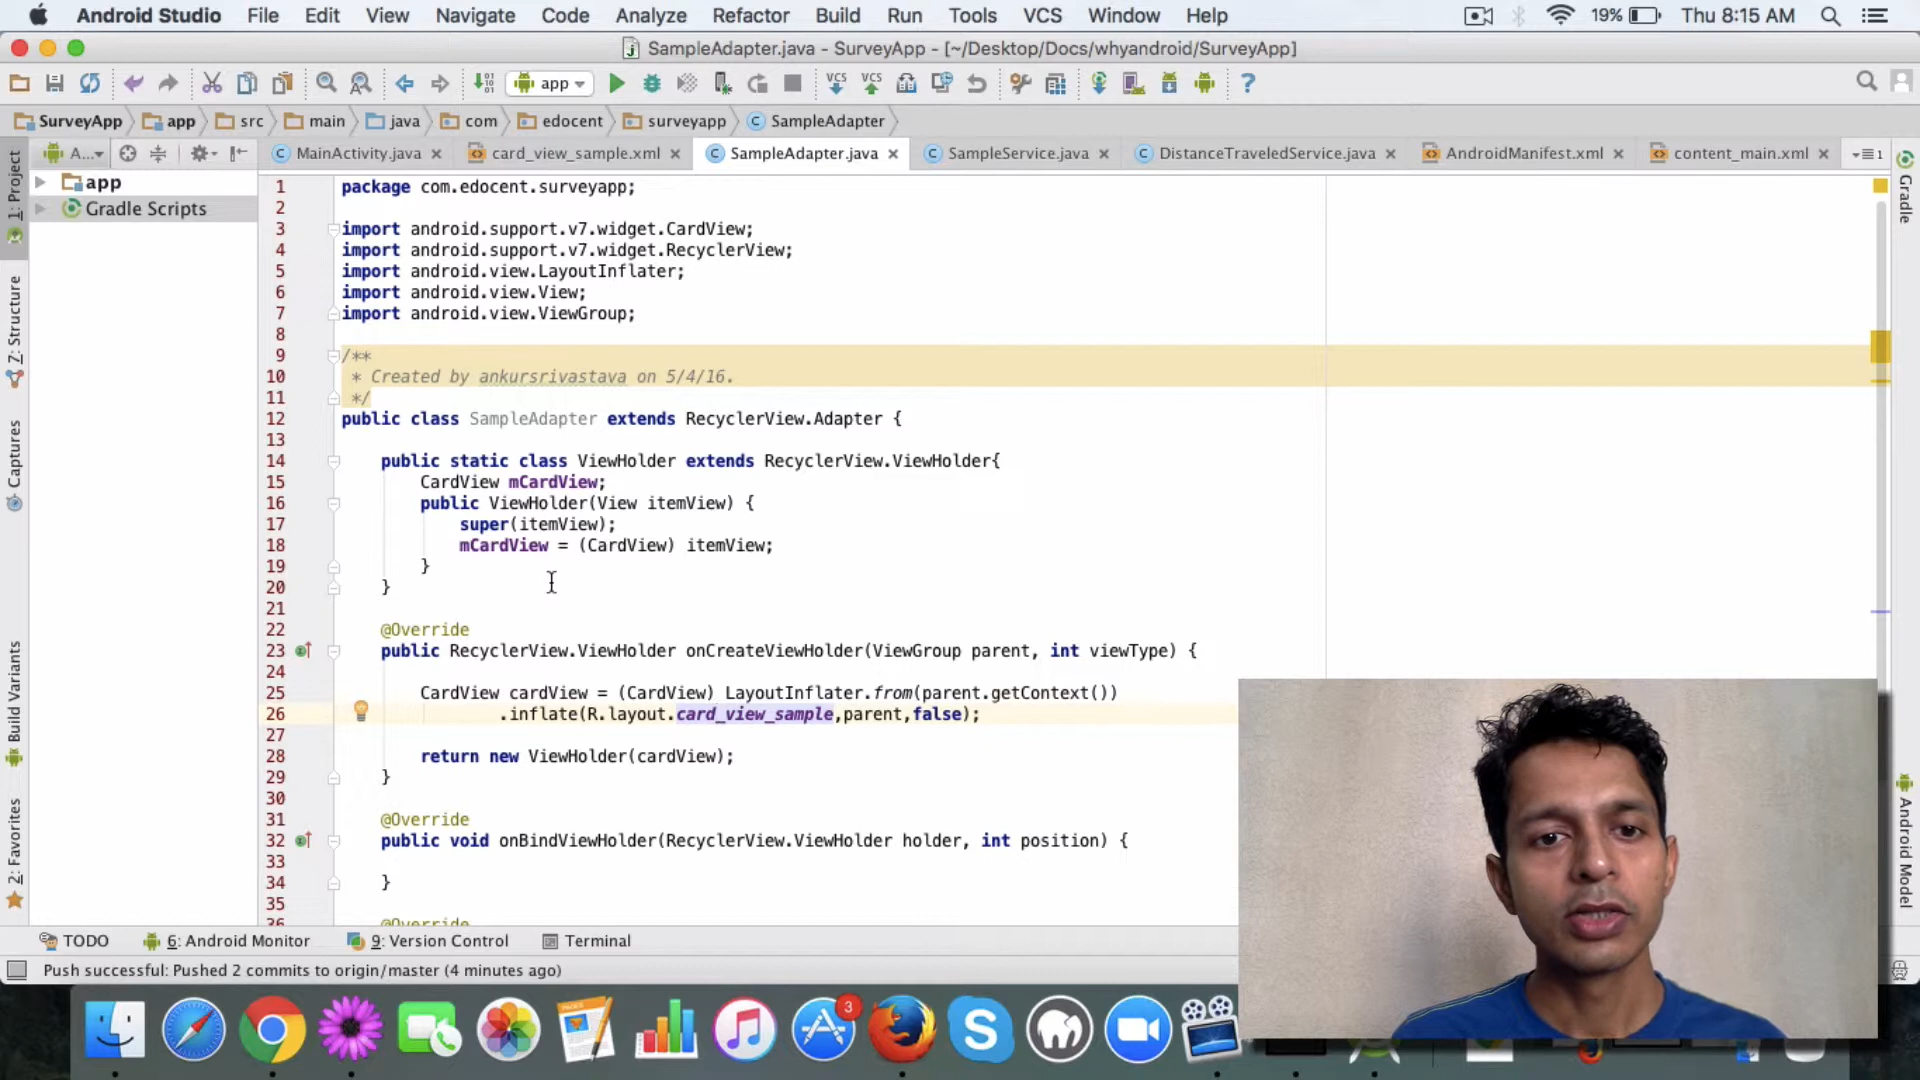 Android Studio File Edit View Navigate Code Analyze Refactor Build Run Tools VCS Window Help 19% Thu 8:15 AM
SampleAdapter.java - SurveyApp - [~/Desktop/Docs/whyandroid/SurveyApp]
app VCS VCS ?
SurveyApp app src main java com edocent surveyapp SampleAdapter
A... MainActivity.java card_view_sample.xml SampleAdapter.java SampleService.java DistanceTraveledService.java AndroidManifest.xml content_main.xml
app
Gradle Scripts
1: Project
7: Structure
Captures
Build Variants
2: Favorites
1 package com.edocent.surveyapp;
2
3 import android.support.v7.widget.CardView;
4 import android.support.v7.widget.RecyclerView;
5 import android.view.LayoutInflater;
6 import android.view.View;
7 import android.view.ViewGroup;
8
9 /**
10 * Created by ankursrivastava on 5/4/16.
11 */
12 public class SampleAdapter extends RecyclerView.Adapter {
13
14 public static class ViewHolder extends RecyclerView.ViewHolder{
15 CardView mCardView;
16 public ViewHolder(View itemView) {
17 super(itemView);
18 mCardView = (CardView) itemView;
19 }
20 }
21
22 @Override
23 public RecyclerView.ViewHolder onCreateViewHolder(ViewGroup parent, int viewType) {
24
25 CardView cardView = (CardView) LayoutInflater.from(parent.getContext())
26 .inflate(R.layout.card_view_sample,parent,false);
27
28 return new ViewHolder(cardView);
29 }
30
31 @Override
32 public void onBindViewHolder(RecyclerView.ViewHolder holder, int position) {
33
34 }
35
36 @Override
Gradle
Android Model
TODO 6: Android Monitor 9: Version Control Terminal
Push successful: Pushed 2 commits to origin/master (4 minutes ago)
PAGES
3